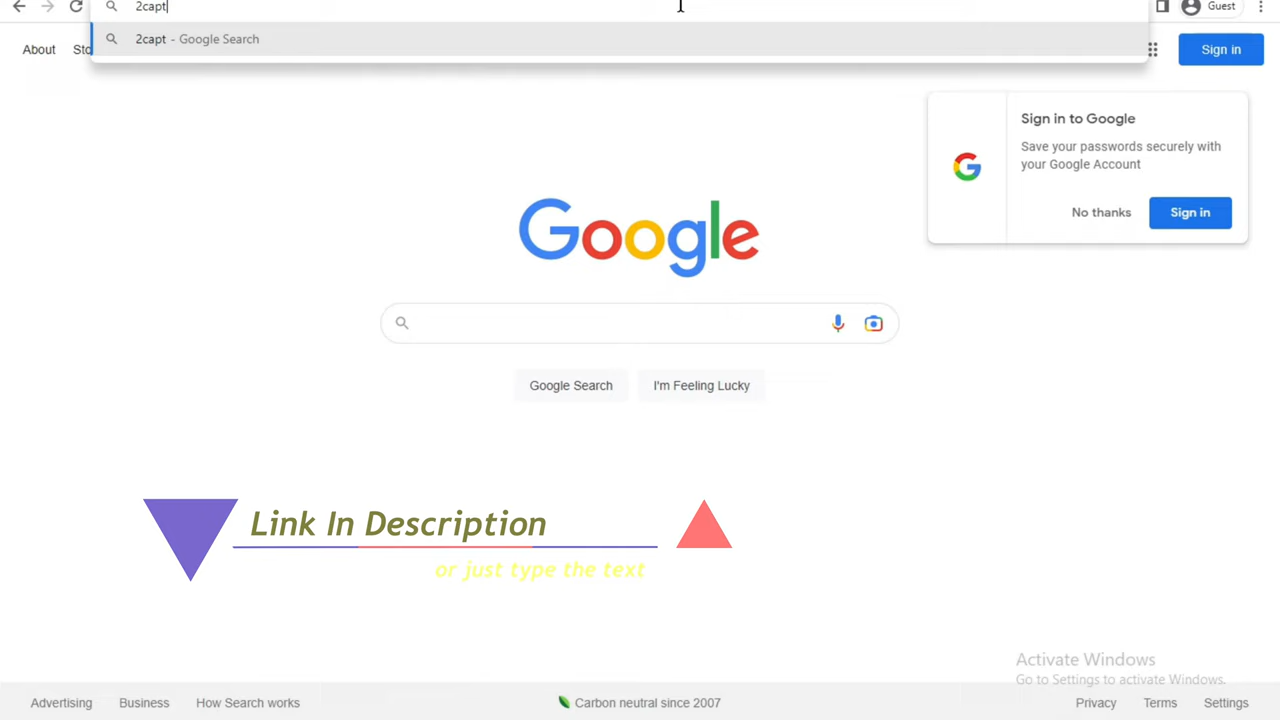 2capt
Guest
2capt - Google Search
About
Sto
Sign in
Sign in to Google
Save your passwords securely with
your Google Account
No thanks
Sign in
Google
Google Search
I'm Feeling Lucky
Link In Description
or just type the text
Activate Windows
Go to Settings to activate Windows.
Advertising
Business
How Search works
Carbon neutral since 2007
Privacy
Terms
Settings